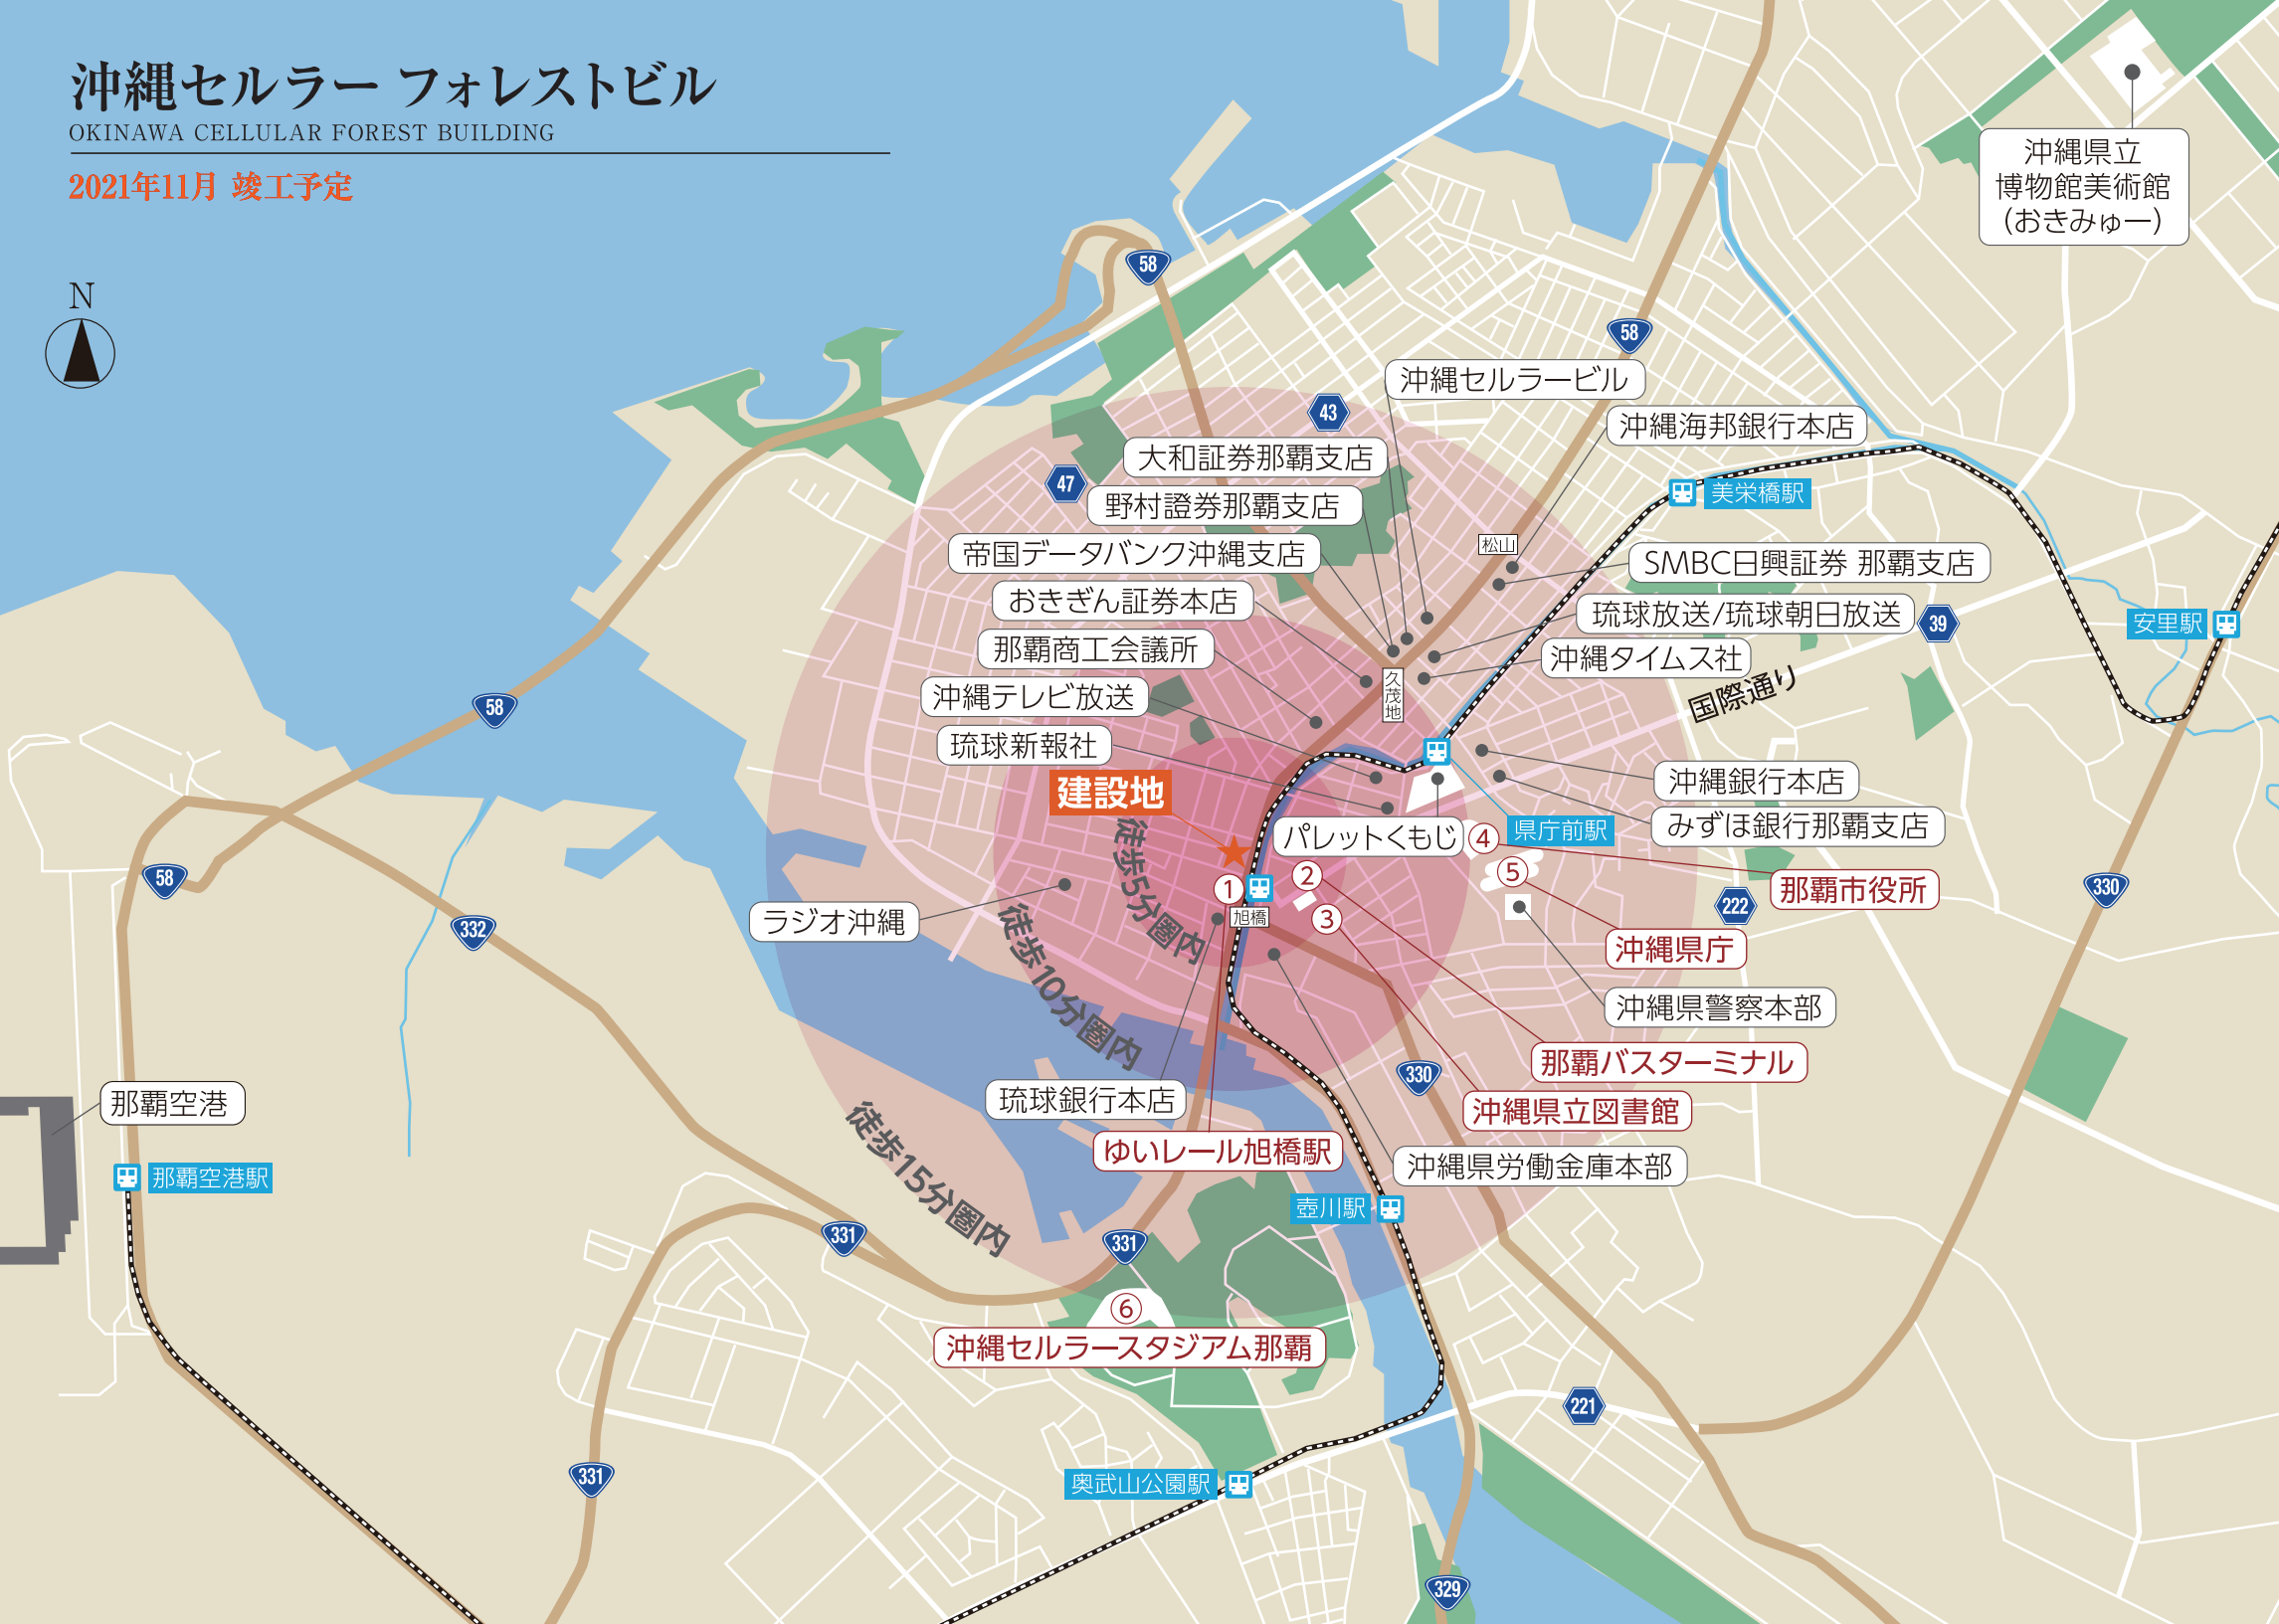 沖縄セルラー フォレストビル
OKINAWA CELLULAR FOREST BUILDING
2021年11月 竣工予定
N
沖縄県立
博物館美術館
(おきみゅー)
58
58
沖縄セルラービル
43
沖縄海邦銀行本店
大和証券那覇支店
47
美栄橋駅
野村證券那覇支店
松山
帝国データバンク沖縄支店
SMBC日興証券 那覇支店
おきぎん証券本店
琉球放送/琉球朝日放送
39
安里駅
那覇商工会議所
沖縄タイムス社
久茂地
国際通り
沖縄テレビ放送
58
琉球新報社
沖縄銀行本店
建設地
みずほ銀行那覇支店
パレットくもじ
④
県庁前駅
徒歩5分圏内
⑤
58
①
②
那覇市役所
330
222
ラジオ沖縄
旭橋
③
332
沖縄県庁
徒歩10分圏内
沖縄県警察本部
那覇バスターミナル
330
琉球銀行本店
那覇空港
沖縄県立図書館
徒歩15分圏内
ゆいレール旭橋駅
沖縄県労働金庫本部
那覇空港駅
壺川駅
331
331
⑥
沖縄セルラースタジアム那覇
221
331
奥武山公園駅
329